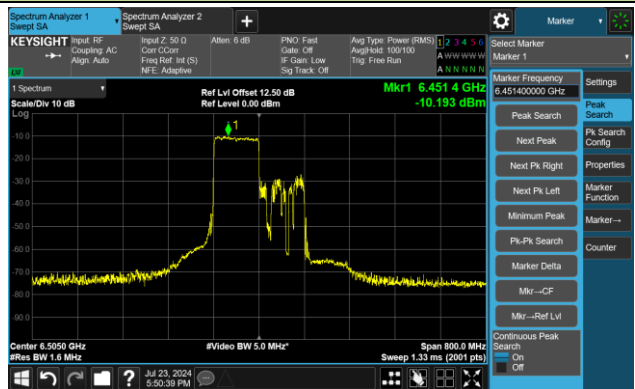 Spectrum Analyzer 1
Swept SA
Spectrum Analyzer 2
Swept SA
+
Marker
KEYSIGHT
Input: RF
Coupling: AC
Align: Auto
Input Z: 50 Ω
Corr CCorr
Freq Ref: Int (S)
NFE: Adaptive
Atten: 6 dB
PNO: Fast
Gate: Off
IF Gain: Low
Sig Track: Off
Avg Type: Power (RMS)
Avg|Hold: 100/100
Trig: Free Run
1 2 3 4 5 6
A W W W W W
A N N N N N
Select Marker
Marker 1
1 Spectrum
Scale/Div 10 dB
Ref Lvl Offset 12.50 dB
Ref Level 0.00 dBm
Mkr1 6.451 4 GHz
-10.193 dBm
Log
1
-10.0
-20.0
-30.0
-40.0
-50.0
-60.0
-70.0
-80.0
-90.0
Center 6.5050 GHz
#Res BW 1.6 MHz
#Video BW 5.0 MHz*
Span 800.0 MHz
Sweep 1.33 ms (2001 pts)
Marker Frequency
6.451400000 GHz
Peak Search
Next Peak
Next Pk Right
Next Pk Left
Minimum Peak
Pk-Pk Search
Marker Delta
Mkr→CF
Mkr→Ref Lvl
Continuous Peak
Search
On
Off
Settings
Peak
Search
Pk Search
Config
Properties
Marker
Function
Marker→
Counter
?
Jul 23, 2024
5:50:39 PM